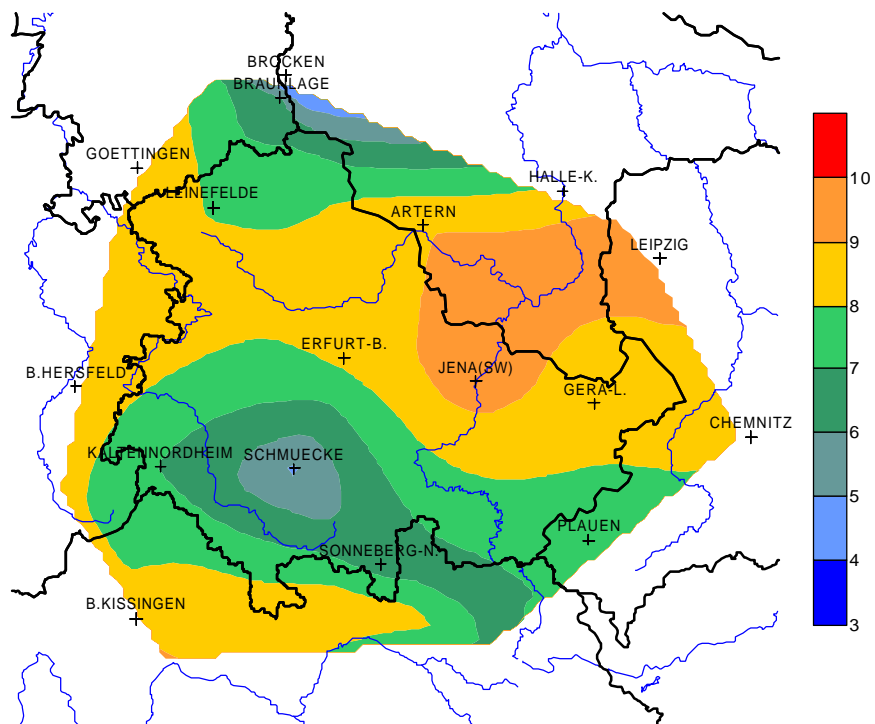 BROCKEN
BRAUNLAGE
GOETTINGEN
HALLE-K.
LEINEFELDE
ARTERN
LEIPZIG
ERFURT-B.
B.HERSFELD
JENA(SW)
GERA-L.
CHEMNITZ
KALTENNORDHEIM
SCHMUECKE
PLAUEN
SONNEBERG-N.
B.KISSINGEN
10
9
8
7
6
5
4
3